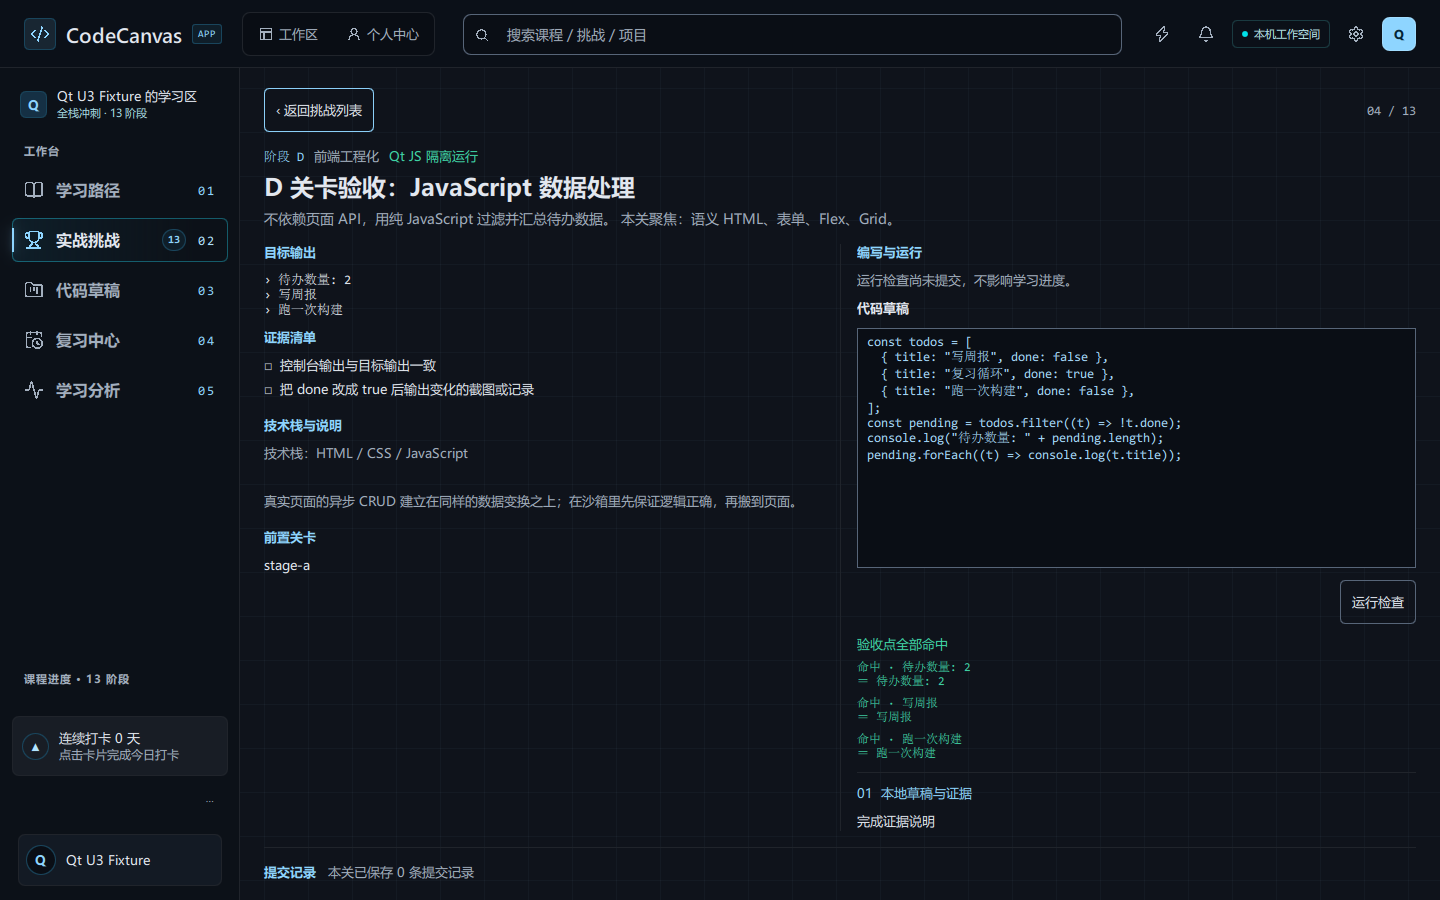 CodeCanvas APP
工作区
个人中心
搜索课程 / 挑战 / 项目
本机工作空间
Q
Q
Qt U3 Fixture 的学习区
全栈冲刺 · 13 阶段
工作台
学习路径 01
实战挑战 13 02
代码草稿 03
复习中心 04
学习分析 05
课程进度 • 13 阶段
连续打卡 0 天
点击卡片完成今日打卡
...
Q Qt U3 Fixture
‹ 返回挑战列表
04 / 13
阶段 D 前端工程化 Qt JS 隔离运行
D 关卡验收：JavaScript 数据处理
不依赖页面 API，用纯 JavaScript 过滤并汇总待办数据。 本关聚焦：语义 HTML、表单、Flex、Grid。
目标输出
› 待办数量: 2
› 写周报
› 跑一次构建
证据清单
控制台输出与目标输出一致
把 done 改成 true 后输出变化的截图或记录
技术栈与说明
技术栈：HTML / CSS / JavaScript
真实页面的异步 CRUD 建立在同样的数据变换之上；在沙箱里先保证逻辑正确，再搬到页面。
前置关卡
stage-a
编写与运行
运行检查尚未提交，不影响学习进度。
代码草稿
const todos = [
{ title: "写周报", done: false },
{ title: "复习循环", done: true },
{ title: "跑一次构建", done: false },
];
const pending = todos.filter((t) => !t.done);
console.log("待办数量: " + pending.length);
pending.forEach((t) => console.log(t.title));
运行检查
验收点全部命中
命中 · 待办数量: 2
= 待办数量: 2
命中 · 写周报
= 写周报
命中 · 跑一次构建
= 跑一次构建
01 本地草稿与证据
完成证据说明
提交记录 本关已保存 0 条提交记录